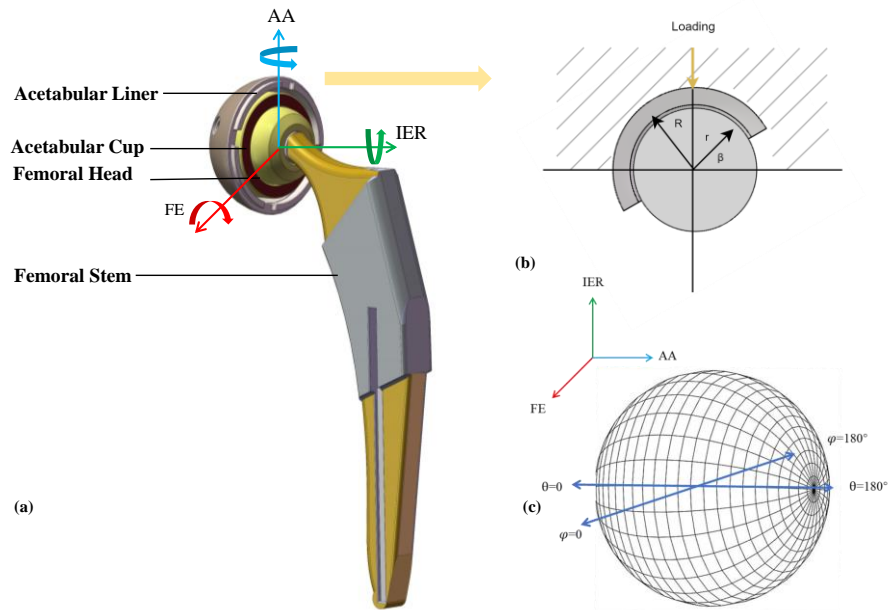 AA
Acetabular Liner
Acetabular Cup
IER
Femoral Head
FE
Femoral Stem
(a)
Loading
R
r
β
(b)
IER
AA
FE
φ=180°
θ=0
θ=180°
φ=0
(c)